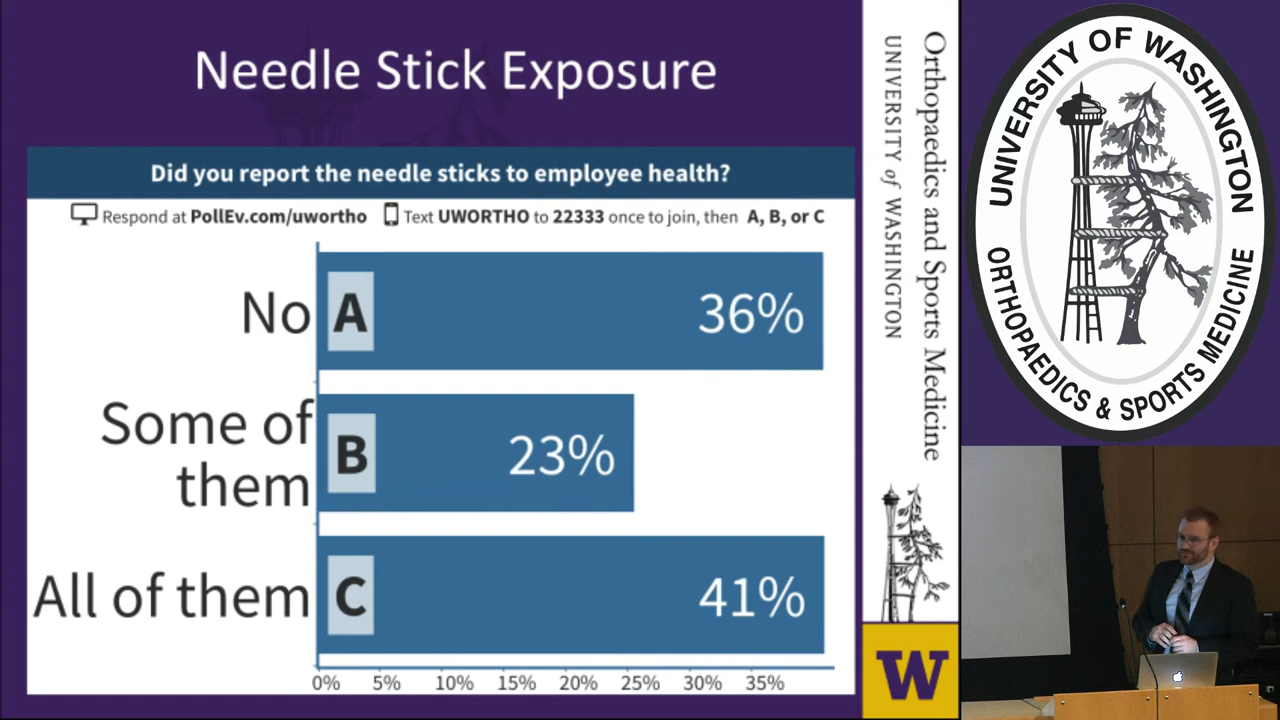 Needle Stick Exposure
Did you report the needle sticks to employee health?
Respond at PollEv.com/uwortho Text UWORTHO to 22333 once to join, then A, B, or C
No A 36%
Some of
them
B 23%
All of them C 41%
0% 5% 10% 15% 20% 25% 30% 35%
Orthopaedics and Sports Medicine
UNIVERSITY of WASHINGTON
W
UNIVERSITY OF WASHINGTON
ORTHOPAEDICS & SPORTS MEDICINE